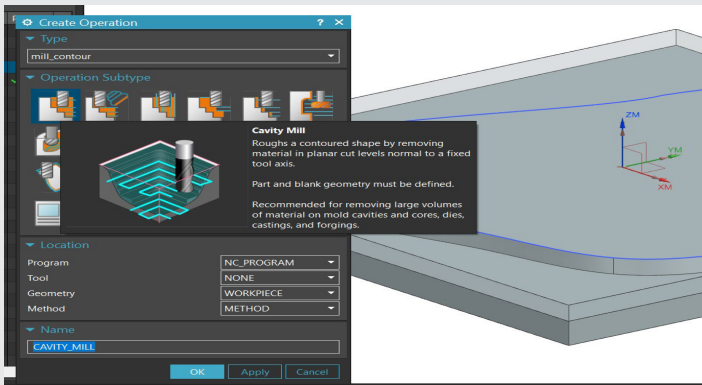 Create Operation
? ×
Type
mill_contour
Operation Subtype
Cavity Mill
Roughs a contoured shape by removing
material in planar cut levels normal to a fixed
tool axis.
Part and blank geometry must be defined.
Recommended for removing large volumes
of material on mold cavities and cores, dies,
castings, and forgings.
Location
Program NC_PROGRAM
Tool NONE
Geometry WORKPIECE
Method METHOD
Name
CAVITY_MILL
OK Apply Cancel
ZM
YM
XM